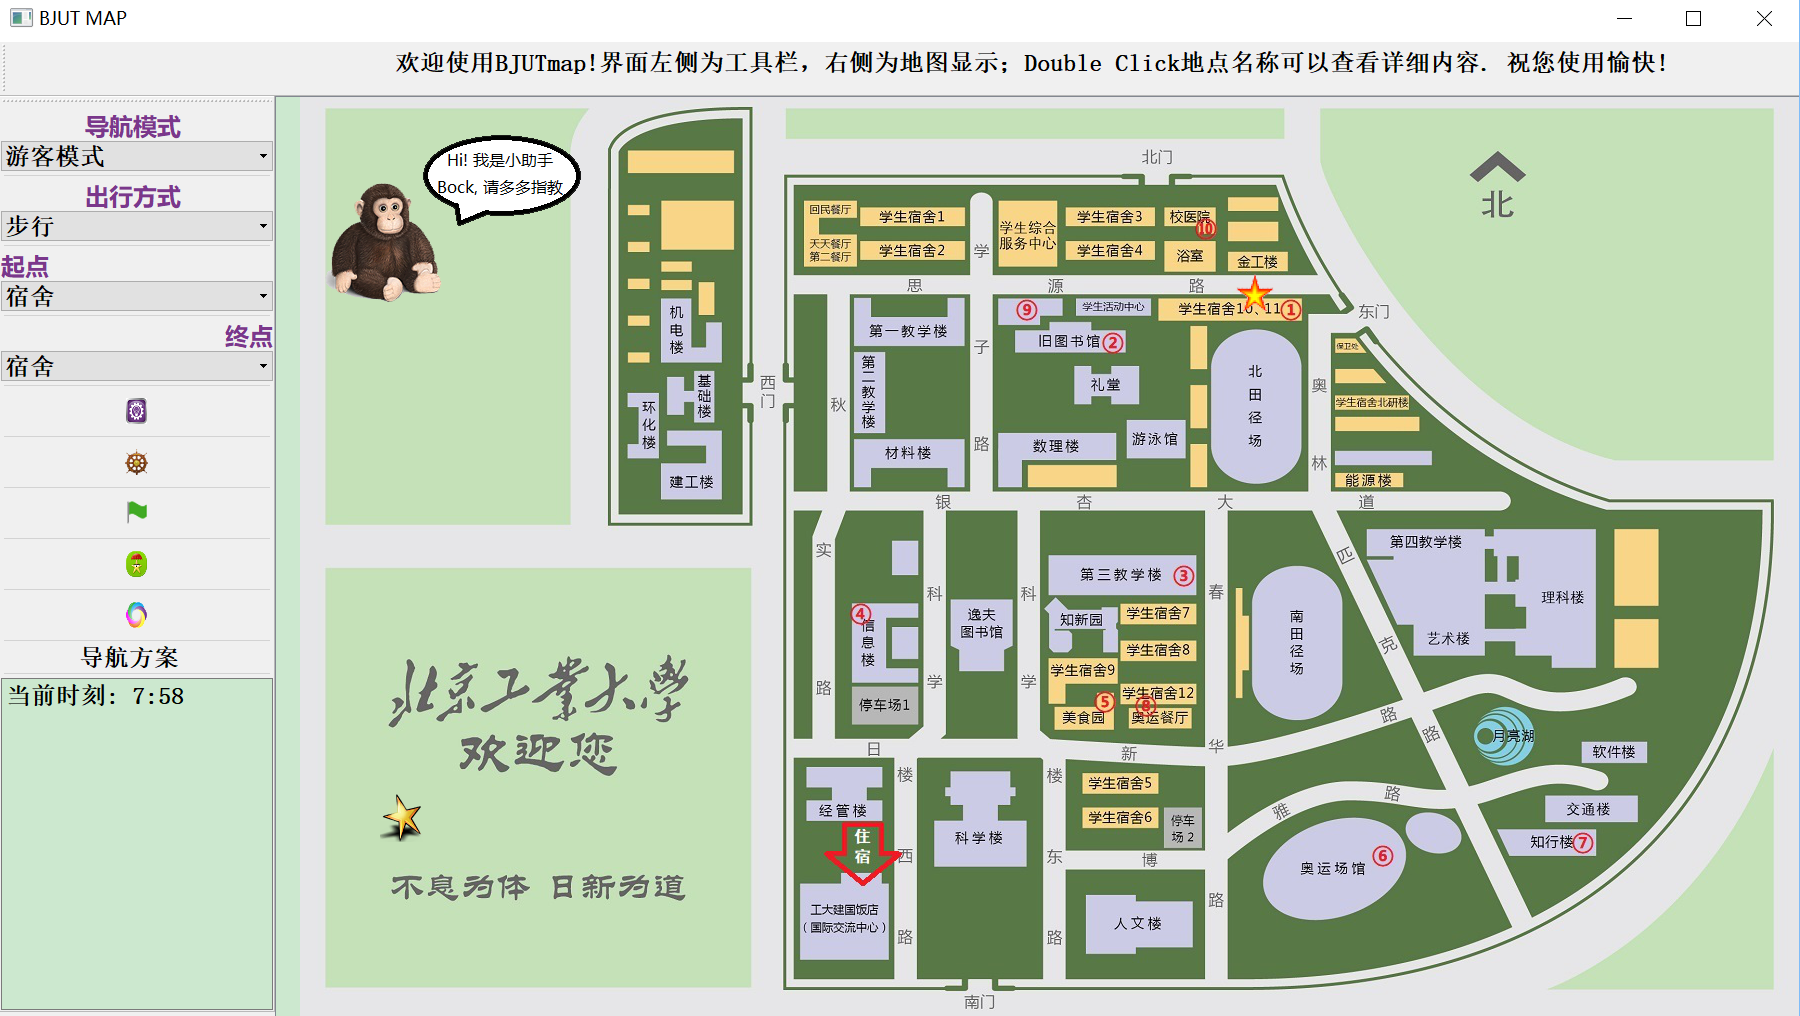 BJUT MAP
欢迎使用BJUTmap!界面左侧为工具栏，右侧为地图显示；Double Click地点名称可以查看详细内容. 祝您使用愉快!
导航模式
游客模式
出行方式
步行
起点
宿舍
终点
宿舍
导航方案
当前时刻: 7:58
Hi! 我是小助手
Bock, 请多多指教
北京工业大學
欢迎您
不息为体 日新为道
北
北门
东门
西门
南门
机电楼
基础楼
环化楼
建工楼
回民餐厅
天天餐厅
第二餐厅
学生宿舍1
学生宿舍2
学生综合
服务中心
学生宿舍3
学生宿舍4
校医院
⑩
浴室
金工楼
思源路
学子路
秋实路
第一教学楼
第二教学楼
材料楼
⑨
学生活动中心
旧图书馆
②
礼堂
数理楼
游泳馆
学生宿舍10、11
①
北田径场
奥林匹克路
保卫处
学生宿舍北研楼
能源楼
银杏大道
④
信息楼
停车场1
科学路
逸夫
图书馆
科学
第三教学楼
③
知新园
学生宿舍7
学生宿舍8
学生宿舍9
学生宿舍12
⑤
⑧
美食园
奥运餐厅
春华路
南田径场
第四教学楼
理科楼
艺术楼
月亮湖
软件楼
交通楼
知行楼
⑦
日新路
经管楼
住宿
工大建国饭店
（国际交流中心）
楼西路
科学楼
楼东路
学生宿舍5
学生宿舍6
停车
场2
博雅路
人文楼
奥运场馆
⑥